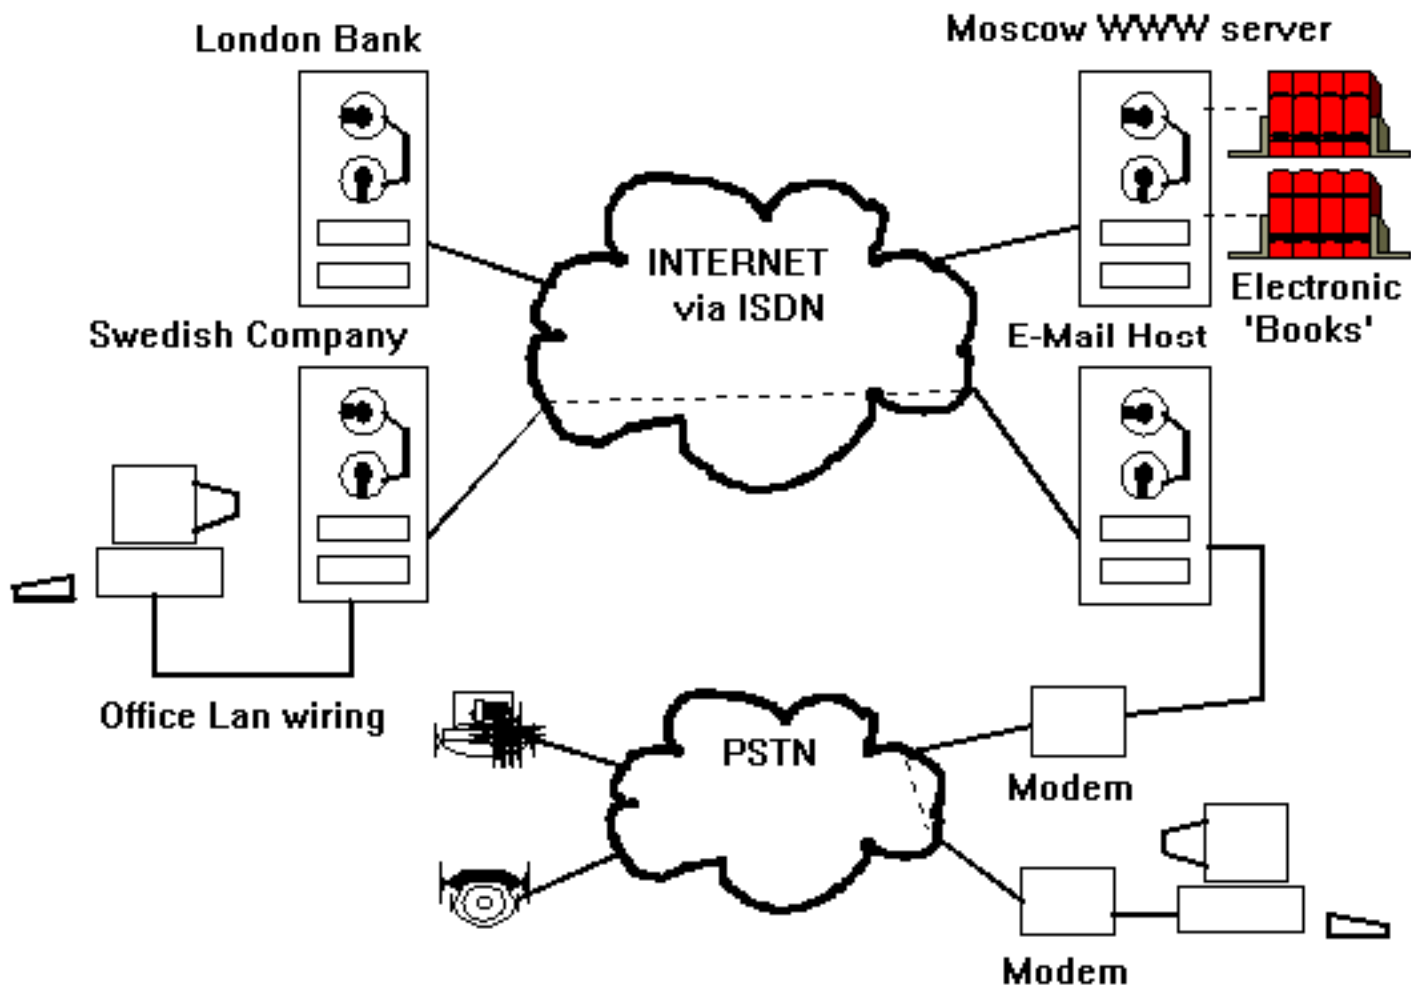 London Bank
Moscow WWW server
INTERNET
via ISDN
Electronic
'Books'
Swedish Company
E-Mail Host
Office Lan wiring
PSTN
Modem
Modem